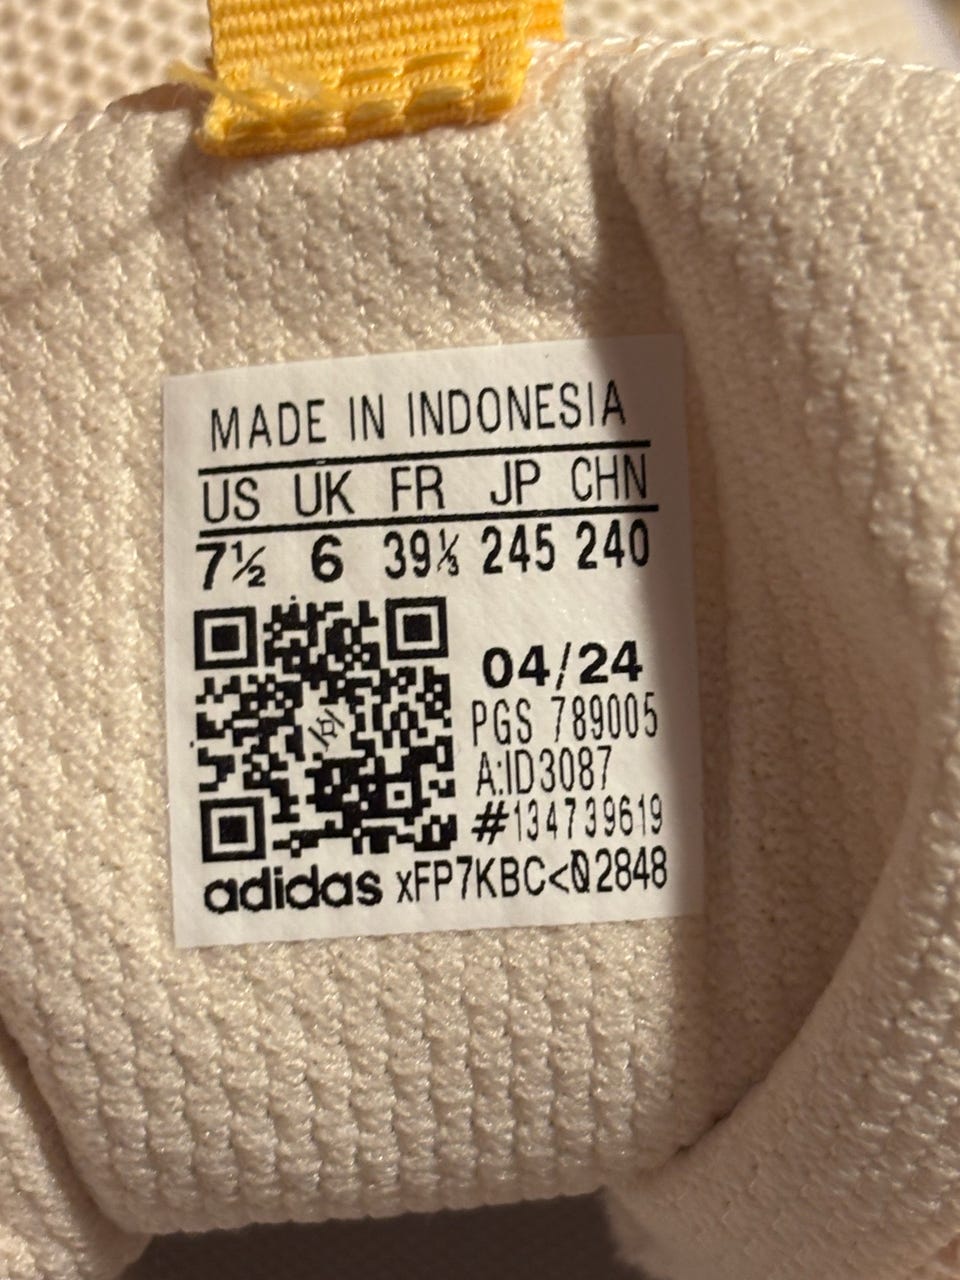 MADE IN INDONESIA
US UK FR JP CHN
7½ 6 39⅓ 245 240
04/24
PGS 789005
A:ID3087
#134739619
adidas xFP7KBC<Q2848